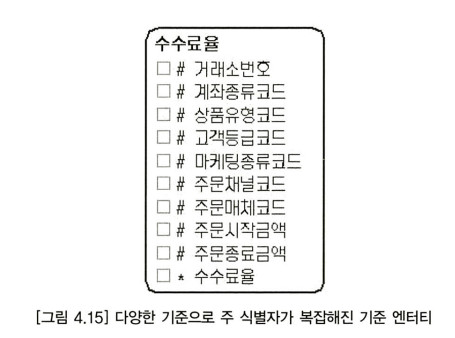 수수료율
□ # 거래소번호
□ # 계좌종류코드
□ # 상품유형코드
□ # 고객등급코드
□ # 마케팅종류코드
□ # 주문채널코드
□ # 주문매체코드
□ # 주문시작금액
□ # 주문종료금액
□ * 수수료율
[그림 4.15] 다양한 기준으로 주 식별자가 복잡해진 기준 엔터티